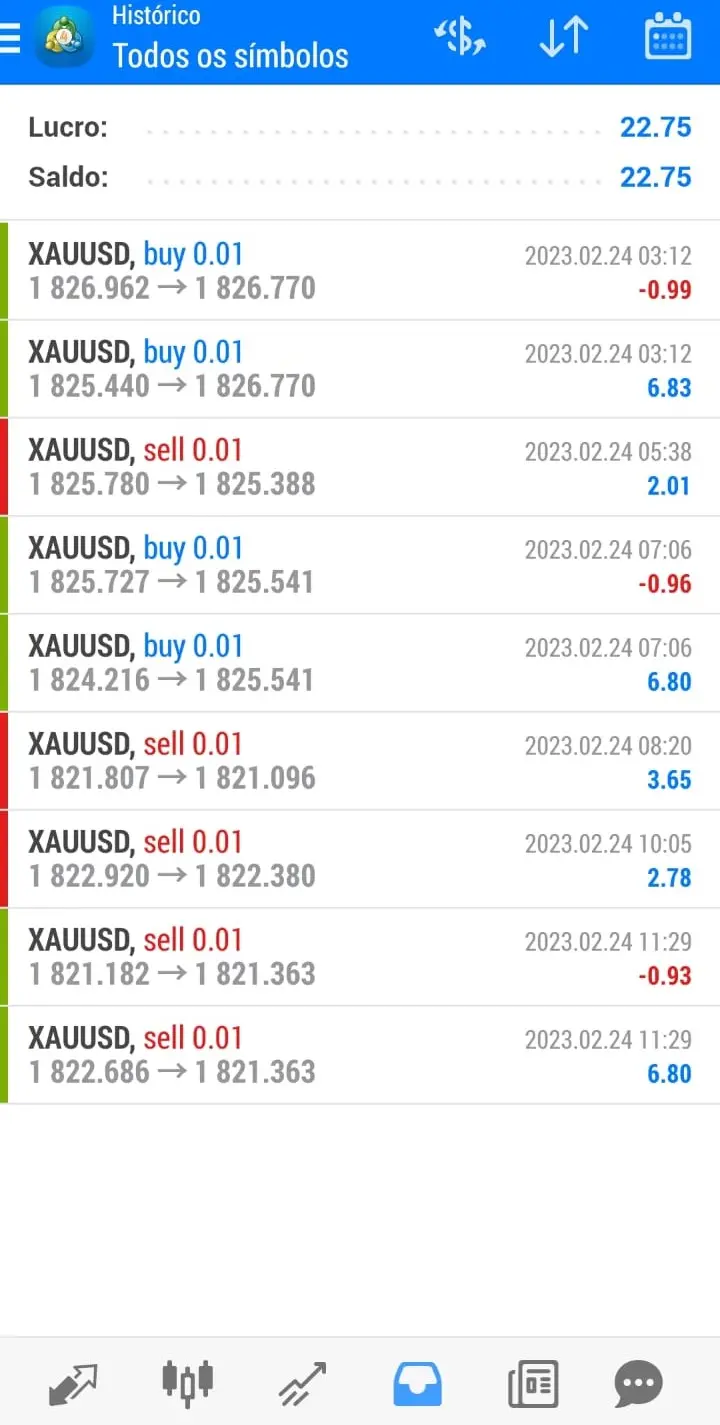 Histórico
Todos os símbolos
4
Lucro: 22.75
Saldo: 22.75
XAUUSD, buy 0.01 2023.02.24 03:12
1 826.962 → 1 826.770 -0.99
XAUUSD, buy 0.01 2023.02.24 03:12
1 825.440 → 1 826.770 6.83
XAUUSD, sell 0.01 2023.02.24 05:38
1 825.780 → 1 825.388 2.01
XAUUSD, buy 0.01 2023.02.24 07:06
1 825.727 → 1 825.541 -0.96
XAUUSD, buy 0.01 2023.02.24 07:06
1 824.216 → 1 825.541 6.80
XAUUSD, sell 0.01 2023.02.24 08:20
1 821.807 → 1 821.096 3.65
XAUUSD, sell 0.01 2023.02.24 10:05
1 822.920 → 1 822.380 2.78
XAUUSD, sell 0.01 2023.02.24 11:29
1 821.182 → 1 821.363 -0.93
XAUUSD, sell 0.01 2023.02.24 11:29
1 822.686 → 1 821.363 6.80